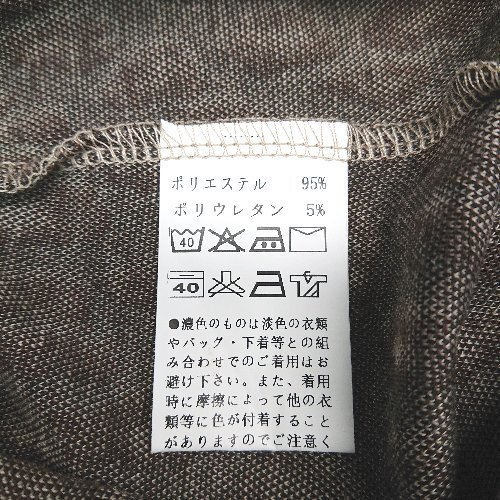 ポリエステル 95%
ポリウレタン 5%
40
40
●濃色のものは淡色の衣類
やバッグ・下着等との組
み合わせでのご着用はお
避け下さい。また、着用
時に摩擦によって他の衣
類等に色が付着すること
がありますのでご注意く